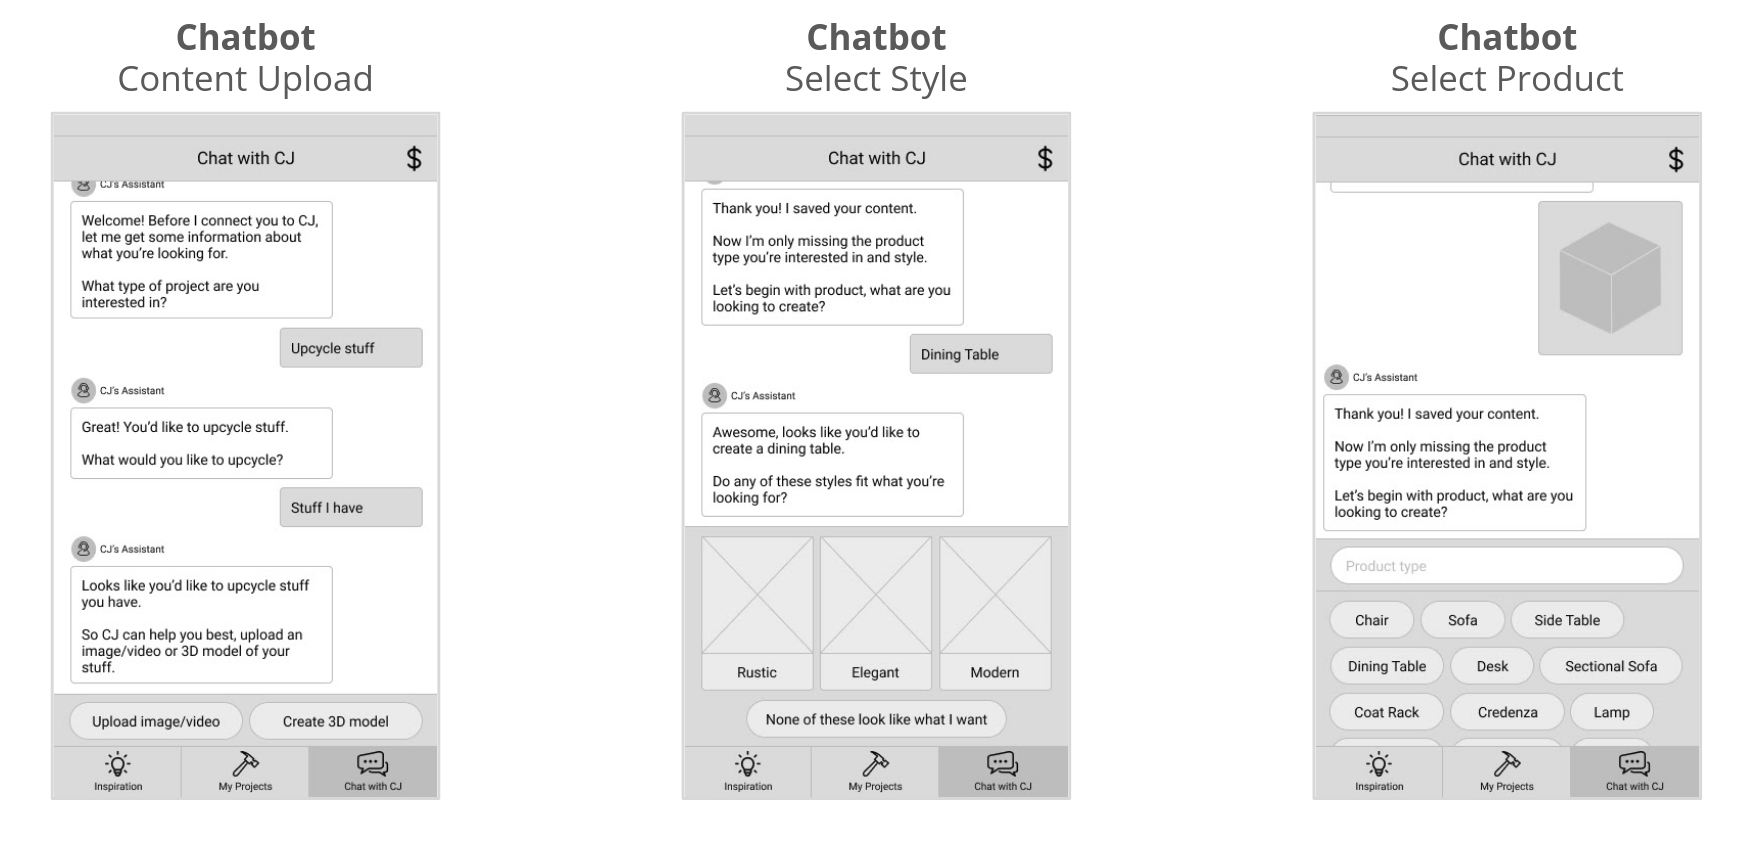 Chatbot
Content Upload
Chat with CJ
$
CJ's Assistant
Welcome! Before I connect you to CJ,
let me get some information about
what you're looking for.
What type of project are you
interested in?
Upcycle stuff
CJ's Assistant
Great! You'd like to upcycle stuff.
What would you like to upcycle?
Stuff I have
CJ's Assistant
Looks like you'd like to upcycle stuff
you have.
So CJ can help you best, upload an
image/video or 3D model of your
stuff.
Upload image/video
Create 3D model
Inspiration
My Projects
Chat with CJ
Chatbot
Select Style
Chat with CJ
$
Thank you! I saved your content.
Now I'm only missing the product
type you're interested in and style.
Let's begin with product, what are you
looking to create?
Dining Table
CJ's Assistant
Awesome, looks like you'd like to
create a dining table.
Do any of these styles fit what you're
looking for?
Rustic
Elegant
Modern
None of these look like what I want
Inspiration
My Projects
Chat with CJ
Chatbot
Select Product
Chat with CJ
$
CJ's Assistant
Thank you! I saved your content.
Now I'm only missing the product
type you're interested in and style.
Let's begin with product, what are you
looking to create?
Product type
Chair
Sofa
Side Table
Dining Table
Desk
Sectional Sofa
Coat Rack
Credenza
Lamp
Inspiration
My Projects
Chat with CJ